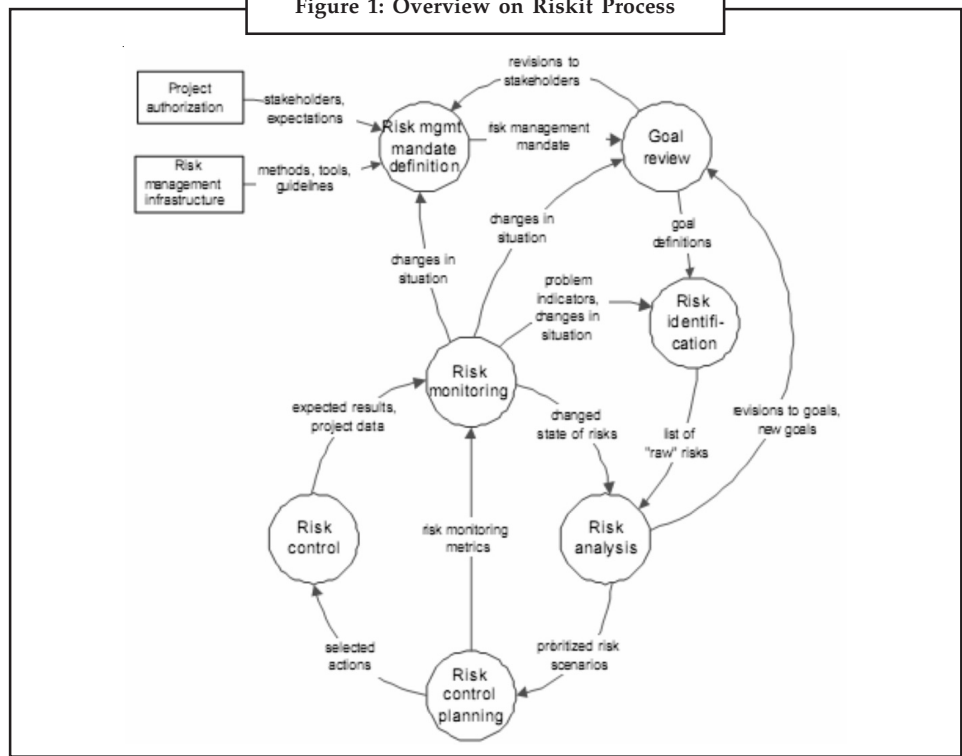 Figure 1: Overview on Riskit Process
revisions to
stakeholders
Project
authorization
stakeholders,
expectations
Risk mgmt
mandate
definition
risk management
mandate
Goal
review
Risk
management
infrastructure
methods, tools,
guidelines
changes in
situation
changes in
situation
goal
definitions
problem
indicators,
changes in
situation
Risk
identifi-
cation
Risk
monitoring
expected results,
project data
changed
state of risks
list of
"raw" risks
revisions to goals,
new goals
Risk
control
risk monitoring
metrics
Risk
analysis
selected
actions
prioritized risk
scenarios
Risk
control
planning